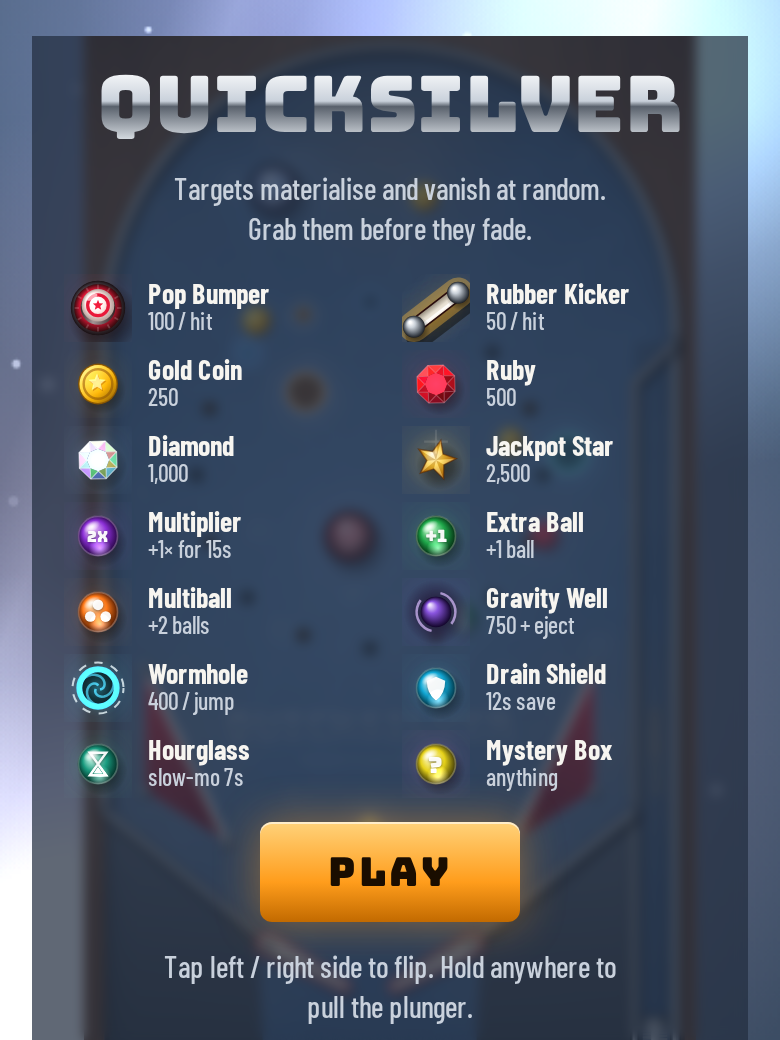 QUICKSILVER
Targets materialise and vanish at random.
Grab them before they fade.
Pop Bumper
100 / hit
Rubber Kicker
50 / hit
Gold Coin
250
Ruby
500
Diamond
1,000
Jackpot Star
2,500
2X
Multiplier
+1× for 15s
+1
Extra Ball
+1 ball
Multiball
+2 balls
Gravity Well
750 + eject
Wormhole
400 / jump
Drain Shield
12s save
Hourglass
slow-mo 7s
?
Mystery Box
anything
PLAY
Tap left / right side to flip. Hold anywhere to
pull the plunger.